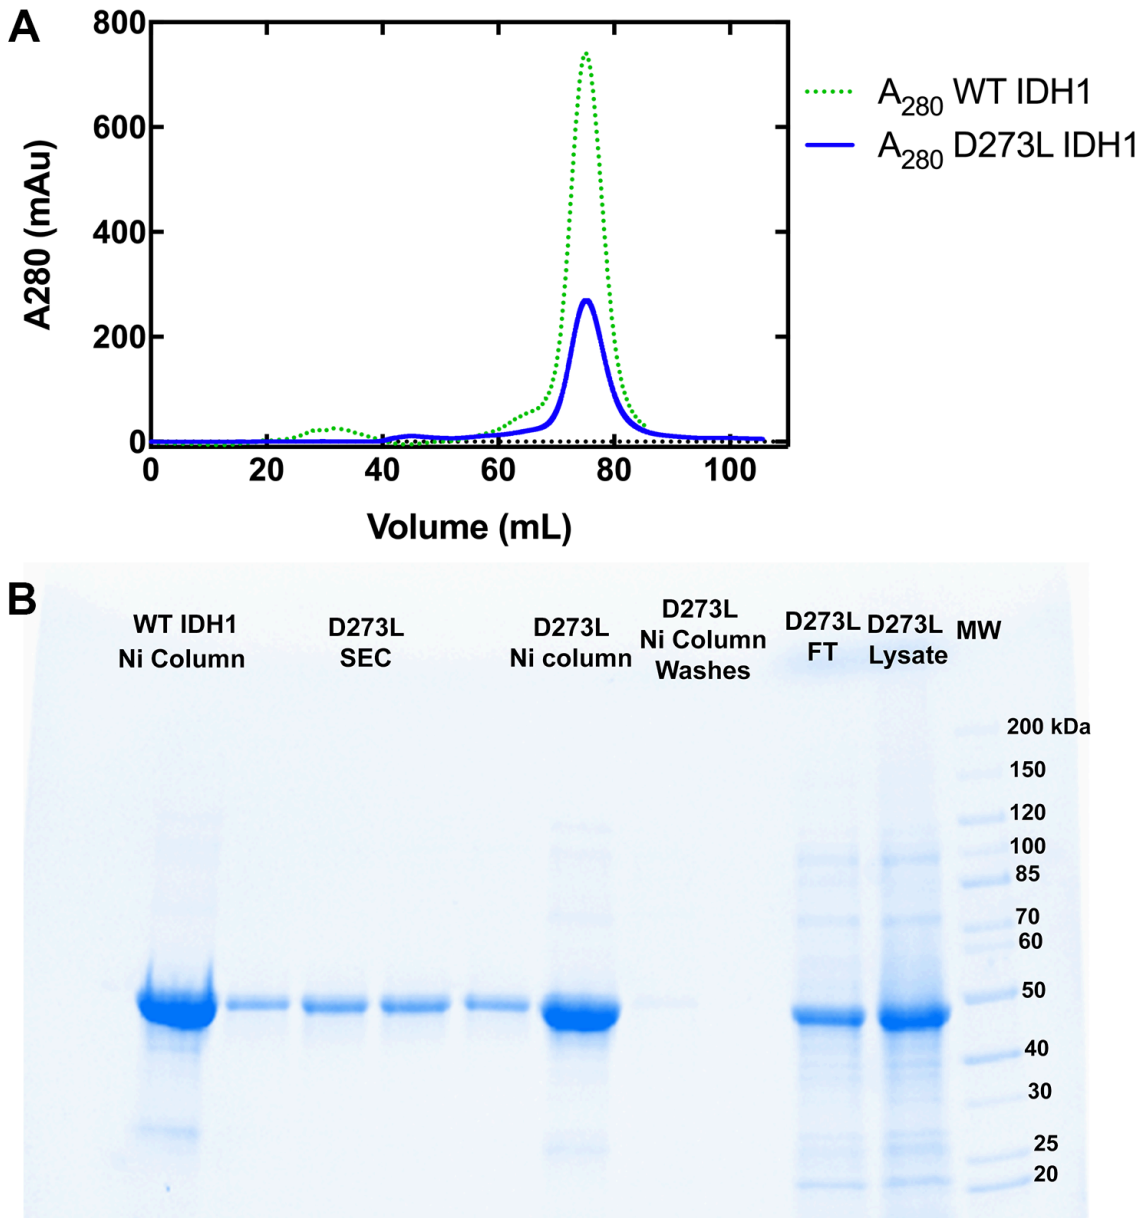 A
800
600
400
200
0
A280 (mAu)
0 20 40 60 80 100
Volume (mL)
A280 WT IDH1
A280 D273L IDH1
B
WT IDH1
Ni Column
D273L
SEC
D273L
Ni column
D273L
Ni Column
Washes
D273L
FT
D273L
Lysate
MW
200 kDa
150
120
100
85
70
60
50
40
30
25
20